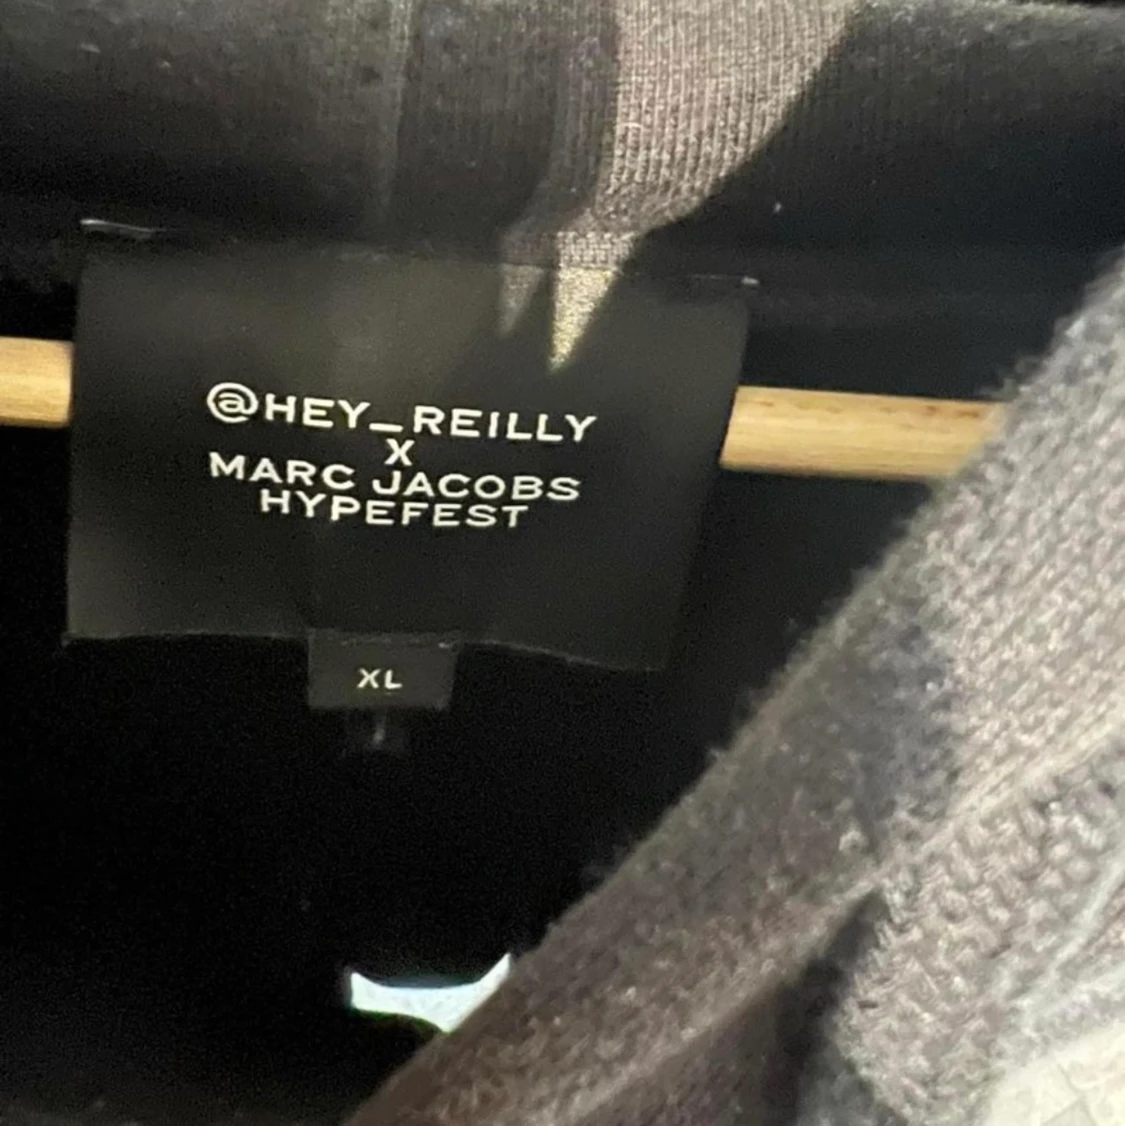 @HEY_REILLY
X
MARC JACOBS
HYPEFEST
XL